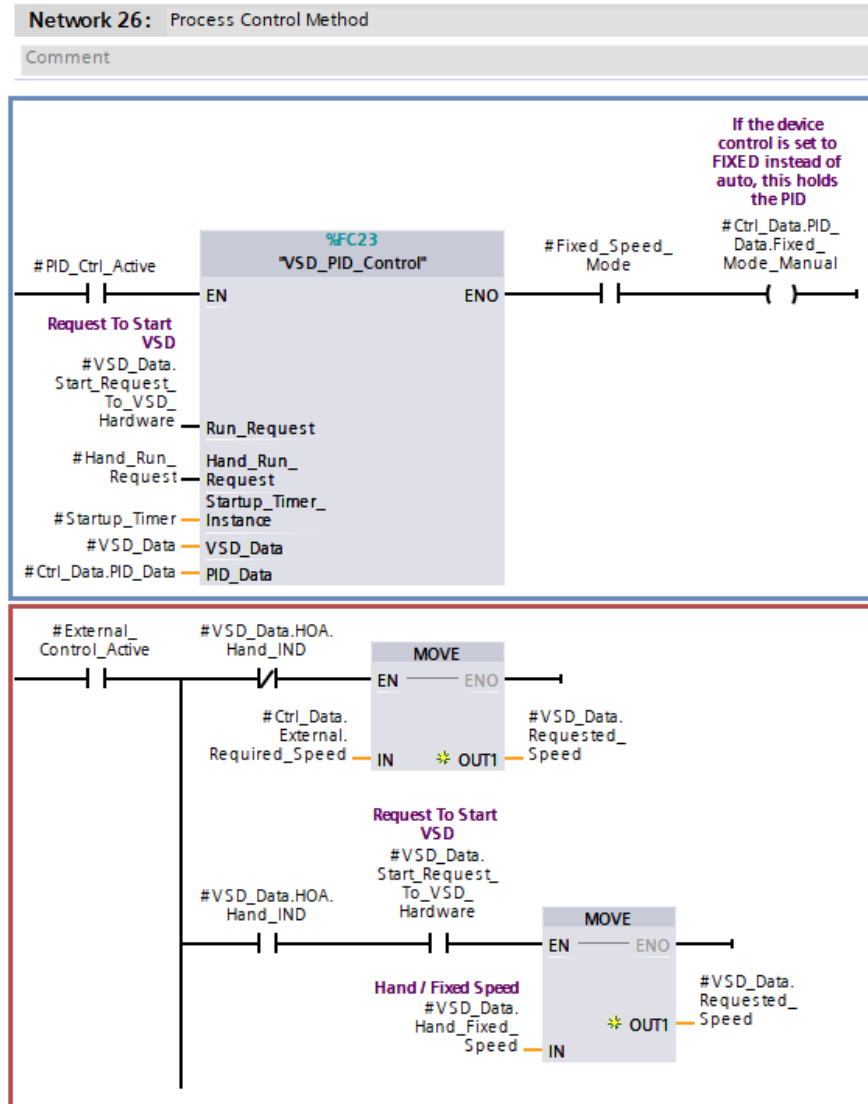 Network 26: Process Control Method
Comment
If the device
control is set to
FIXED instead of
auto, this holds
the PID
#Ctrl_Data.PID_
Data.Fixed_
Mode_Manual
#Fixed_Speed_
Mode
%FC23
"VSD_PID_Control"
#PID_Ctrl_Active
EN ENO
Request To Start
VSD
#VSD_Data.
Start_Request_
To_VSD_
Hardware
Run_Request
#Hand_Run_
Request
Hand_Run_
Request
#Startup_Timer
Startup_Timer_
Instance
#VSD_Data VSD_Data
#Ctrl_Data.PID_Data PID_Data
#External_
Control_Active
#VSD_Data.HOA.
Hand_IND
MOVE
EN ENO
#Ctrl_Data.
External.
Required_Speed
IN OUT1
#VSD_Data.
Requested_
Speed
#VSD_Data.HOA.
Hand_IND
Request To Start
VSD
#VSD_Data.
Start_Request_
To_VSD_
Hardware
MOVE
EN ENO
Hand / Fixed Speed
#VSD_Data.
Hand_Fixed_
Speed
IN OUT1
#VSD_Data.
Requested_
Speed